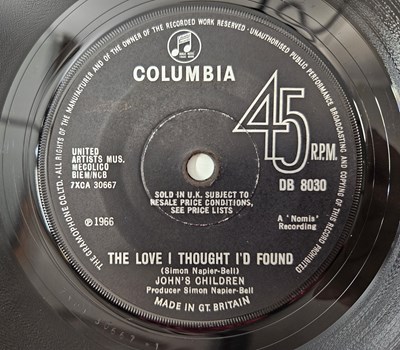 THE GRAMOPHONE CO. LTD. · ALL RIGHTS OF THE MANUFACTURER AND OF THE OWNER OF THE RECORDED WORK RESERVED · UNAUTHORISED PUBLIC PERFORMANCE BROADCASTING AND COPYING OF THIS RECORD PROHIBITED
COLUMBIA
45
R.P.M.
UNITED
ARTISTS MUS.
MECOLICO
BIEM/NCB
7XCA 30667
DB 8030
SOLD IN U.K. SUBJECT TO
RESALE PRICE CONDITIONS,
SEE PRICE LISTS
℗ 1966
A 'Nomis'
Recording
THE LOVE I THOUGHT I'D FOUND
(Simon Napier-Bell)
JOHN'S CHILDREN
Producer Simon Napier-Bell
MADE IN GT. BRITAIN